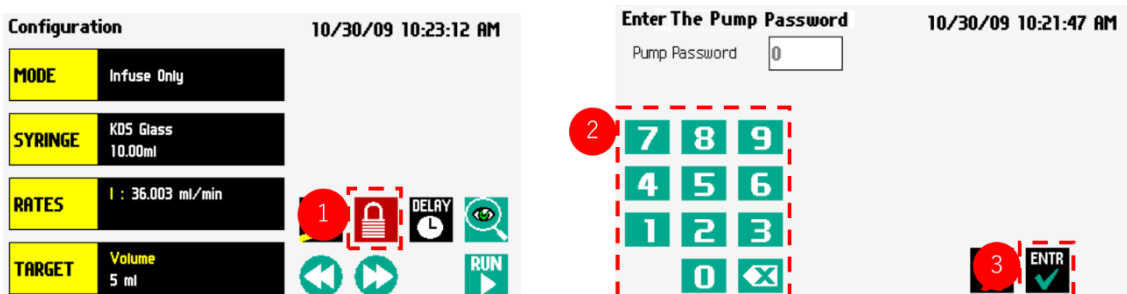 Configuration
10/30/09 10:23:12 AM
MODE
Infuse Only
SYRINGE
KDS Glass
10.00ml
RATES
I : 36.003 ml/min
TARGET
Volume
5 ml
1
DELAY
RUN
Enter The Pump Password
10/30/09 10:21:47 AM
Pump Password
0
2
7 8 9
4 5 6
1 2 3
0
3
ENTR